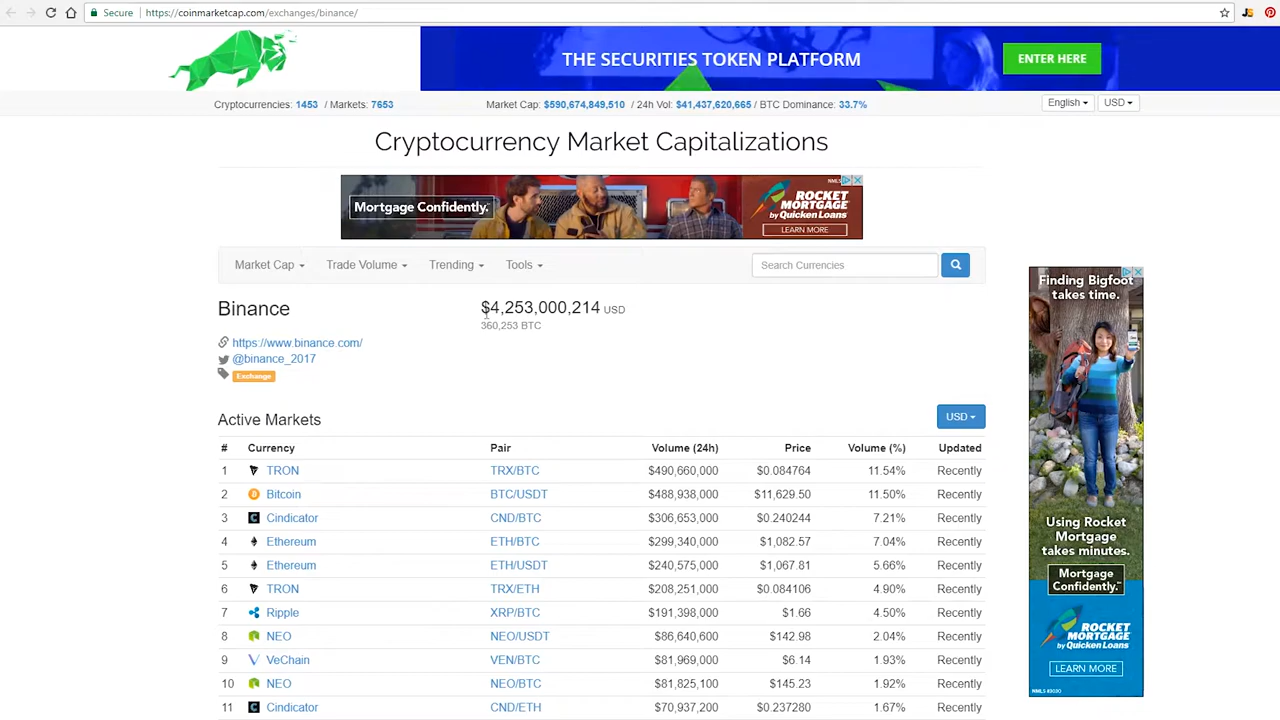 Secure https://coinmarketcap.com/exchanges/binance/
THE SECURITIES TOKEN PLATFORM
ENTER HERE
Cryptocurrencies: 1453 / Markets: 7653
Market Cap: $590,674,849,510 / 24h Vol: $41,437,620,665 / BTC Dominance: 33.7%
English
USD
Cryptocurrency Market Capitalizations
Mortgage Confidently.
NMLS
ROCKET
MORTGAGE
by Quicken Loans
LEARN MORE
Market Cap
Trade Volume
Trending
Tools
Search Currencies
Binance
$4,253,000,214 USD
360,253 BTC
https://www.binance.com/
@binance_2017
Exchange
Active Markets
USD
# Currency Pair Volume (24h) Price Volume (%) Updated
1 TRON TRX/BTC $490,660,000 $0.084764 11.54% Recently
2 Bitcoin BTC/USDT $488,938,000 $11,629.50 11.50% Recently
3 Cindicator CND/BTC $306,653,000 $0.240244 7.21% Recently
4 Ethereum ETH/BTC $299,340,000 $1,082.57 7.04% Recently
5 Ethereum ETH/USDT $240,575,000 $1,067.81 5.66% Recently
6 TRON TRX/ETH $208,251,000 $0.084106 4.90% Recently
7 Ripple XRP/BTC $191,398,000 $1.66 4.50% Recently
8 NEO NEO/USDT $86,640,600 $142.98 2.04% Recently
9 VeChain VEN/BTC $81,969,000 $6.14 1.93% Recently
10 NEO NEO/BTC $81,825,100 $145.23 1.92% Recently
11 Cindicator CND/ETH $70,937,200 $0.237280 1.67% Recently
Finding Bigfoot
takes time.
Using Rocket
Mortgage
takes minutes.
Mortgage
Confidently.
ROCKET
MORTGAGE
by Quicken Loans
LEARN MORE
NMLS #3030